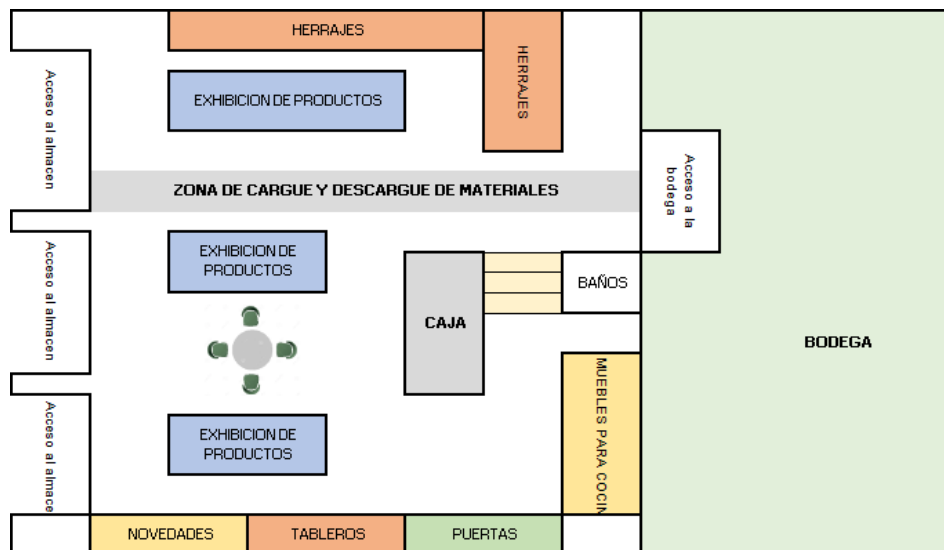 HERRAJES
HERRAJES
Acceso al almacen
EXHIBICION DE PRODUCTOS
Acceso a la
bodega
ZONA DE CARGUE Y DESCARGUE DE MATERIALES
Acceso al almacen
EXHIBICION DE
PRODUCTOS
BAÑOS
CAJA
BODEGA
MUEBLES PARA COCIN
Acceso al almace
EXHIBICION DE
PRODUCTOS
NOVEDADES
TABLEROS
PUERTAS